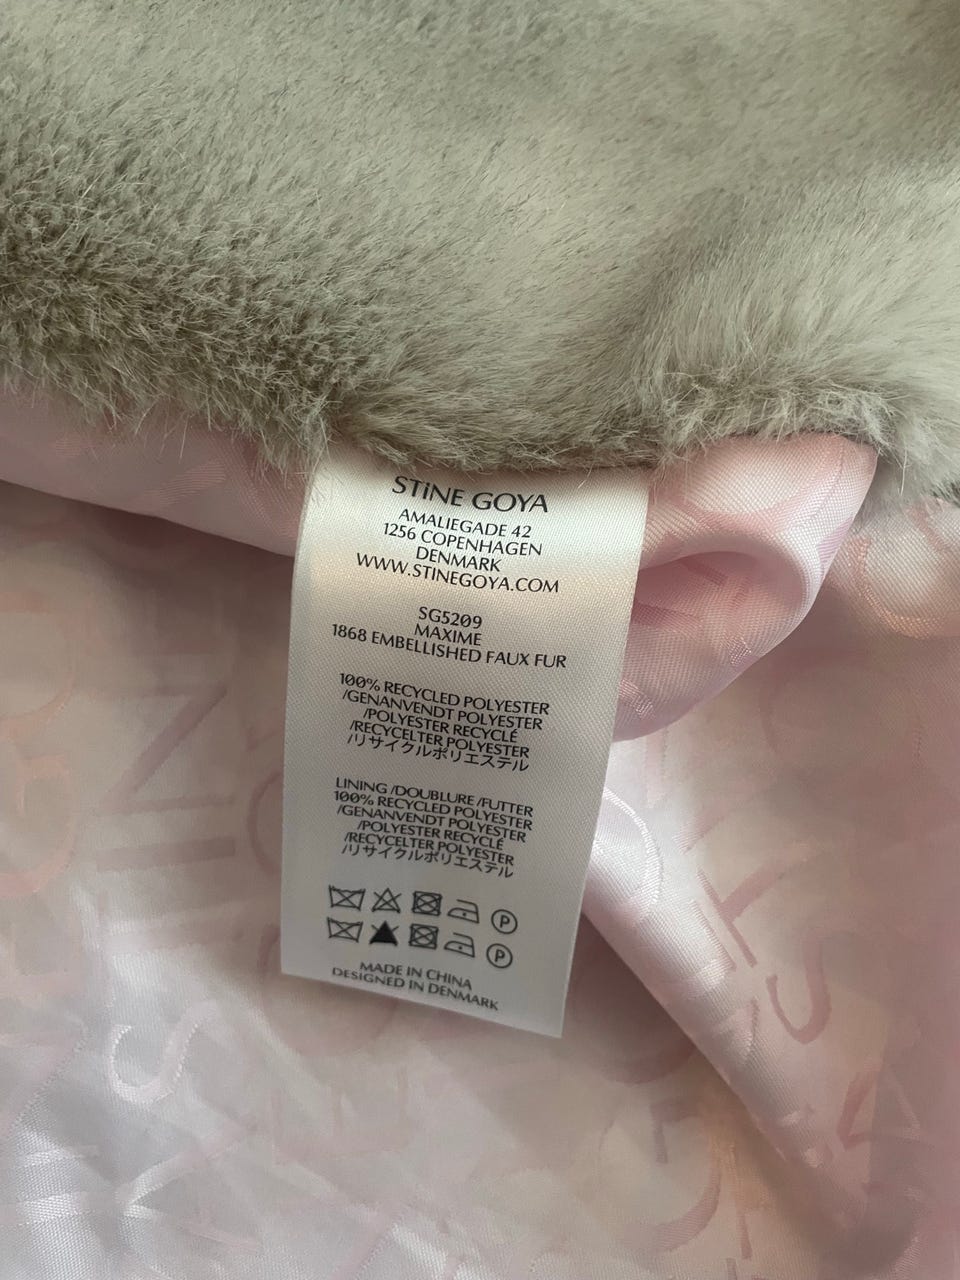 STiNE GOYA
AMALIEGADE 42
1256 COPENHAGEN
DENMARK
WWW.STINEGOYA.COM
SG5209
MAXIME
1868 EMBELLISHED FAUX FUR
100% RECYCLED POLYESTER
/GENANVENDT POLYESTER
/POLYESTER RECYCLÉ
/RECYCELTER POLYESTER
/リサイクルポリエステル
LINING /DOUBLURE /FUTTER
100% RECYCLED POLYESTER
/GENANVENDT POLYESTER
/POLYESTER RECYCLÉ
/RECYCELTER POLYESTER
/リサイクルポリエステル
P
P
MADE IN CHINA
DESIGNED IN DENMARK